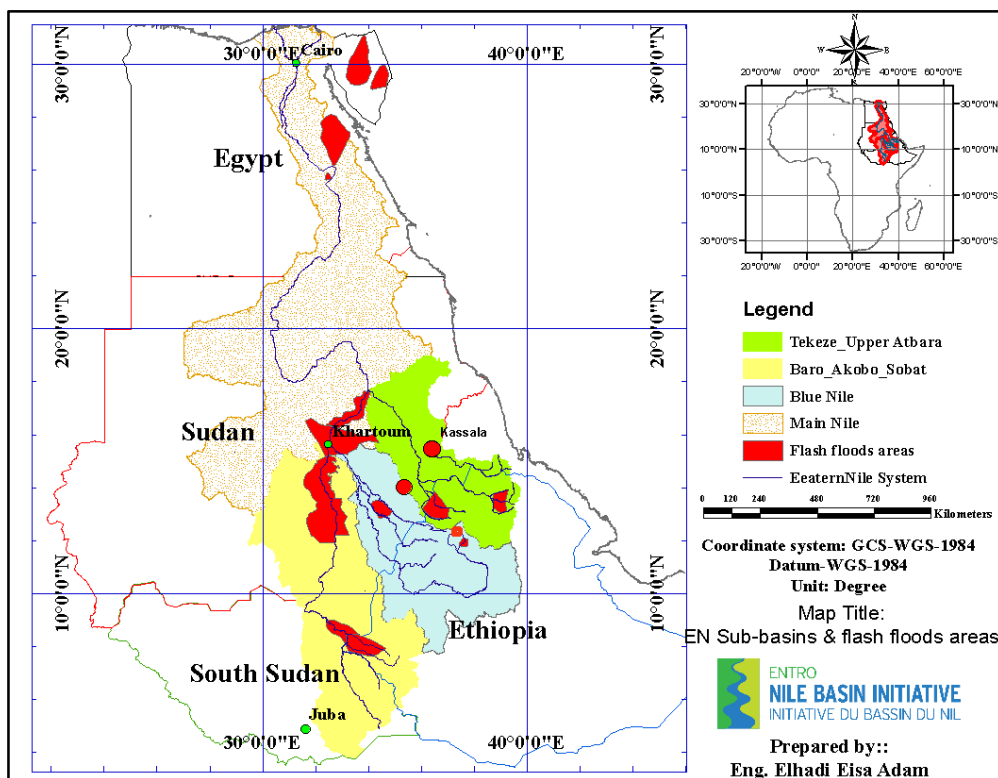 30°0'0"E 40°0'0"E
Cairo
30°0'0"N
30°0'0"N
Egypt
20°0'0"N
20°0'0"N
Sudan
Khartoum
Kassala
10°0'0"N
10°0'0"N
Ethiopia
South Sudan
Juba
30°0'0"E 40°0'0"E
N
W E
20°0'0"W 0°0'0" 20°0'0"E 40°0'0"E 60°0'0"E
30°0'0"N 30°0'0"N
10°0'0"N 10°0'0"N
10°0'0"S 10°0'0"S
30°0'0"S 30°0'0"S
20°0'0"W 0°0'0" 20°0'0"E 40°0'0"E 60°0'0"E
Legend
Tekeze_Upper Atbara
Baro_Akobo_Sobat
Blue Nile
Main Nile
Flash floods areas
EeaternNile System
0 120 240 480 720 960
Kilometers
Coordinate system: GCS-WGS-1984
Datum-WGS-1984
Unit: Degree
Map Title:
EN Sub-basins & flash floods areas
ENTRO
NILE BASIN INITIATIVE
INITIATIVE DU BASSIN DU NIL
Prepared by::
Eng. Elhadi Eisa Adam